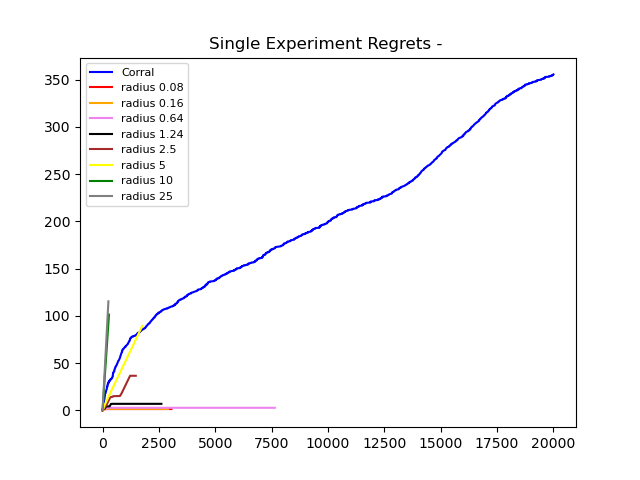 Single Experiment Regrets -
Corral
radius 0.08
radius 0.16
radius 0.64
radius 1.24
radius 2.5
radius 5
radius 10
radius 25
350
300
250
200
150
100
50
0
0 2500 5000 7500 10000 12500 15000 17500 20000